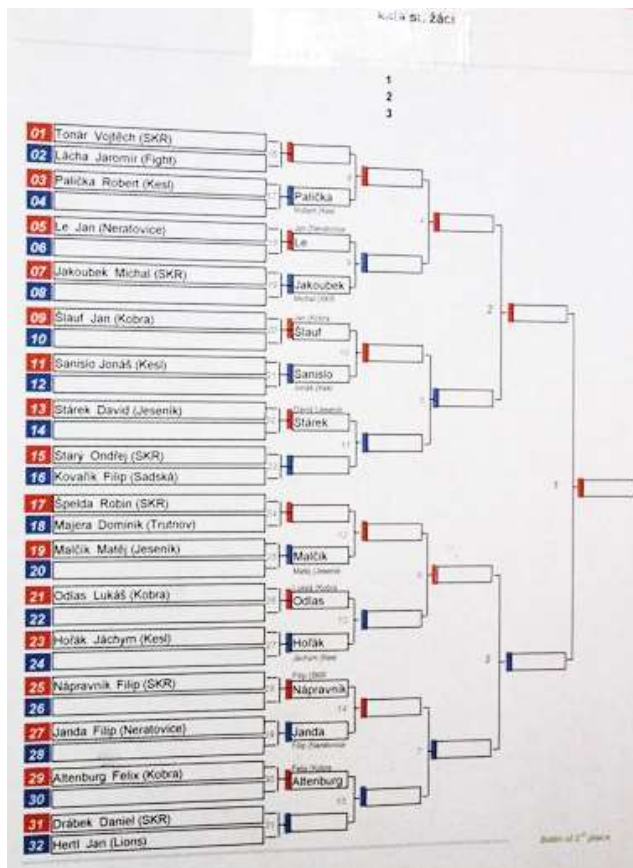 st. žáci
1
2
3
01 Tonár Vojtěch (SKR)
02 Lácha Jaromír (Fight)
03 Palička Robert (Kesl)
04
Palička
05 Le Jan (Neratovice)
06
Le
07 Jakoubek Michal (SKR)
08
Jakoubek
09 Šlauf Jan (Kobra)
10
Šlauf
11 Sanislo Jonáš (Kesl)
12
Sanislo
13 Stárek David (Jeseník)
14
Stárek
15 Starý Ondřej (SKR)
16 Kovařík Filip (Sadská)
17 Špelda Robin (SKR)
18 Majera Dominik (Trutnov)
19 Malčík Matěj (Jeseník)
20
Malčík
21 Odlas Lukáš (Kobra)
22
Odlas
23 Hořák Jáchym (Kesl)
24
Hořák
25 Nápravník Filip (SKR)
26
Nápravník
27 Janda Filip (Neratovice)
28
Janda
29 Altenburg Felix (Kobra)
30
Altenburg
31 Drábek Daniel (SKR)
32 Hertl Jan (Lions)